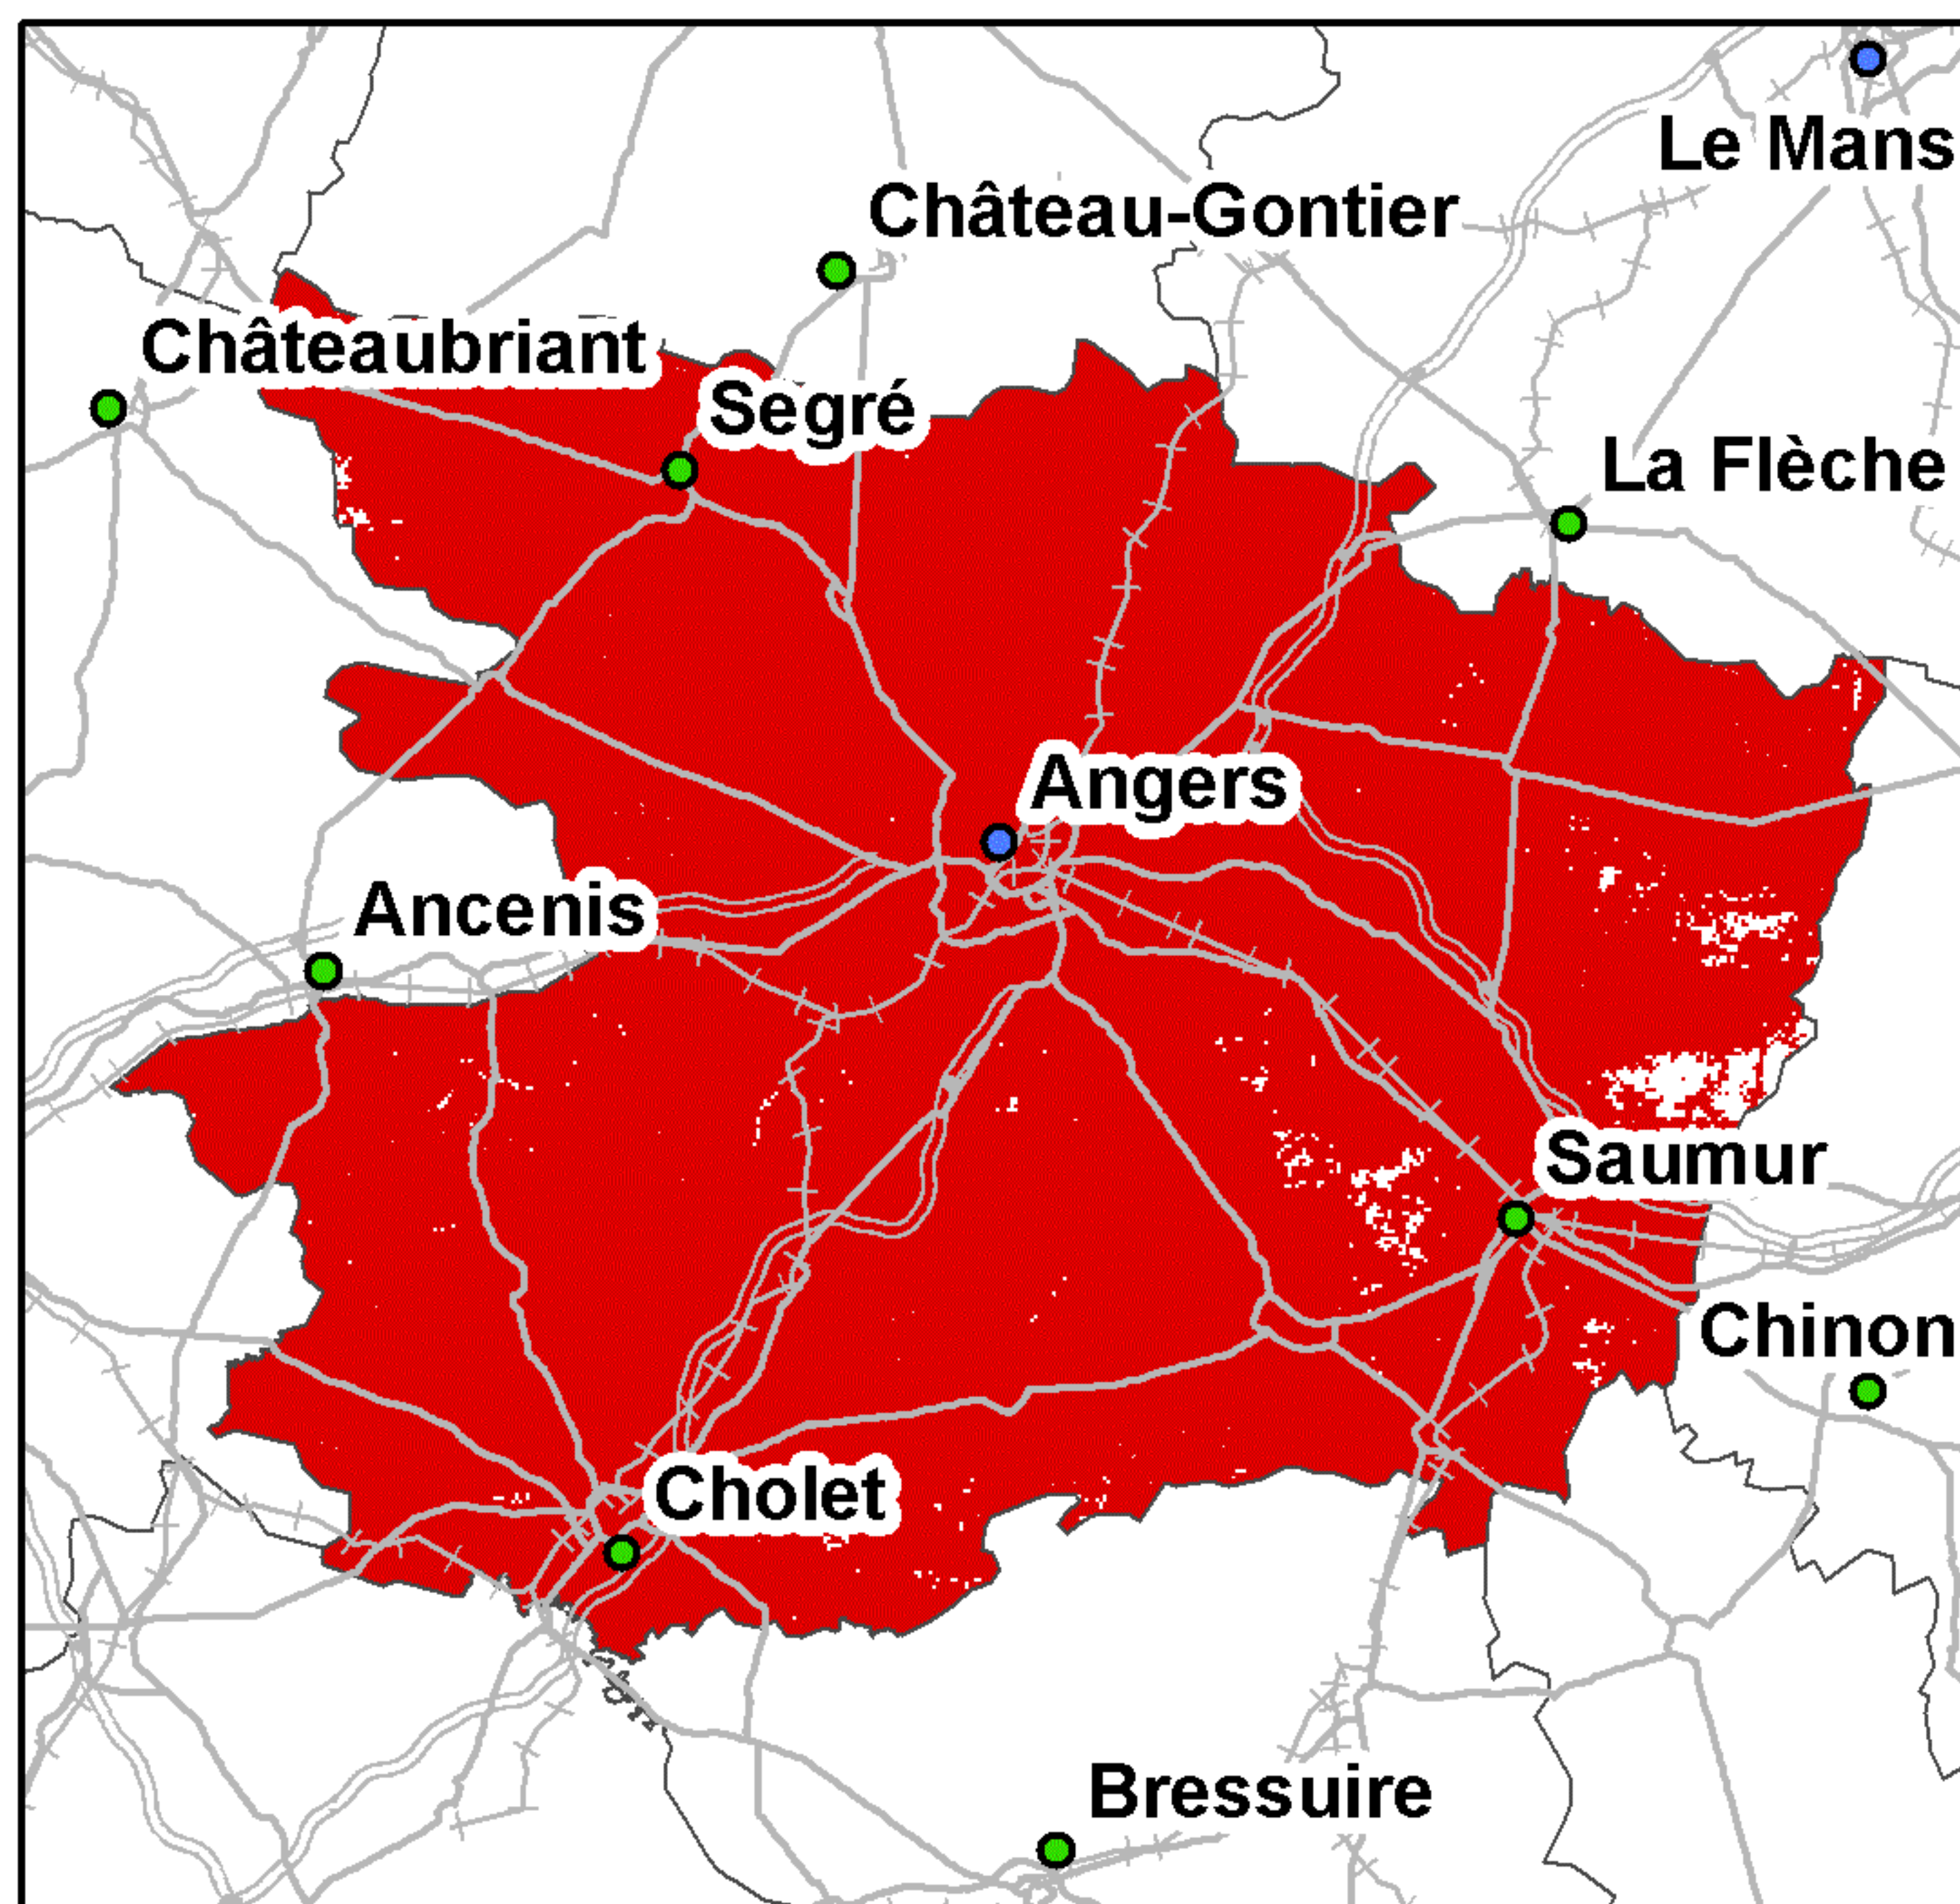 Le Mans
Château-Gontier
Châteaubriant
Segré
La Flèche
Angers
Ancenis
Saumur
Chinon
Cholet
Bressuire